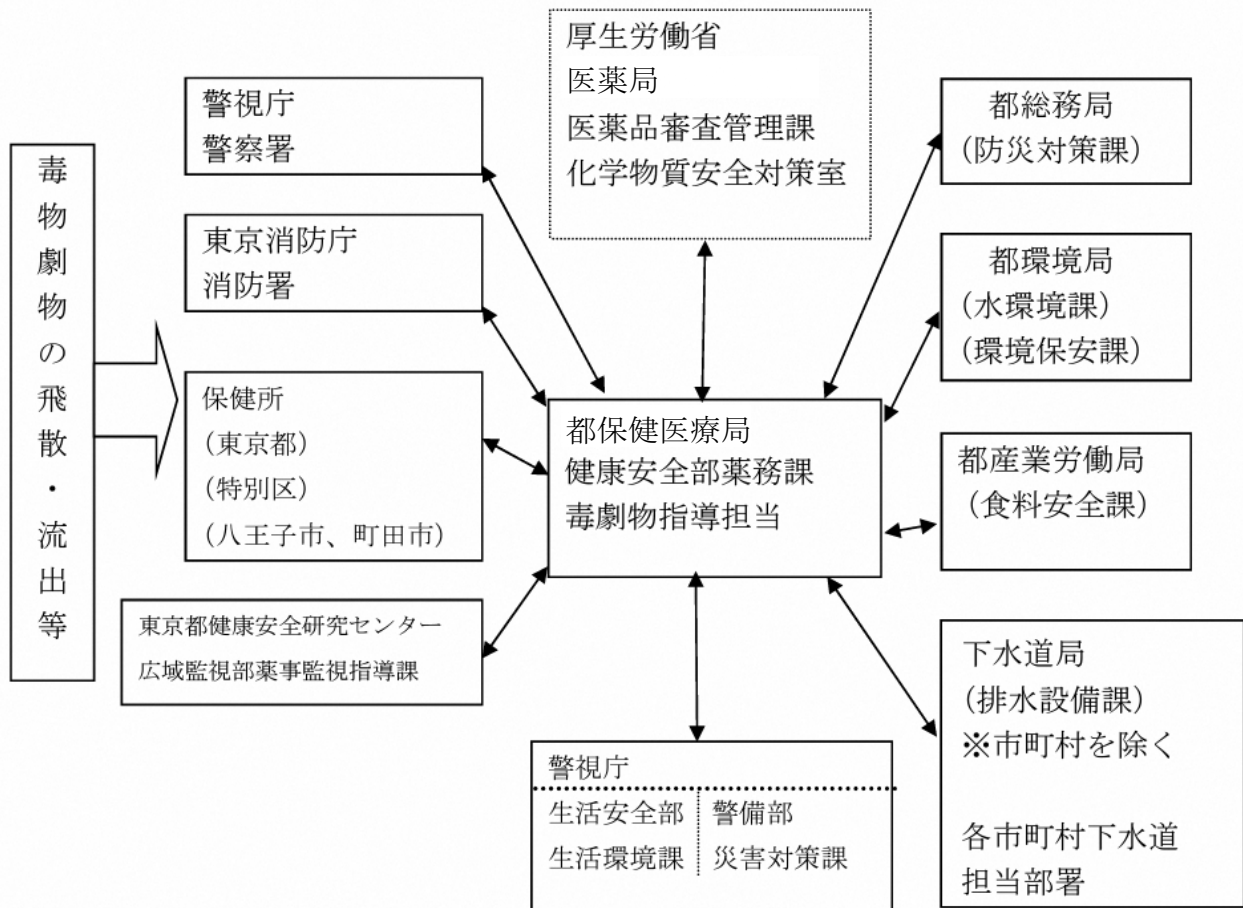 毒物劇物の飛散・流出等
警視庁
警察署
東京消防庁
消防署
保健所
(東京都)
(特別区)
(八王子市、町田市)
東京都健康安全研究センター
広域監視部薬事監視指導課
厚生労働省
医薬局
医薬品審査管理課
化学物質安全対策室
都保健医療局
健康安全部薬務課
毒劇物指導担当
警視庁
生活安全部
生活環境課
警備部
災害対策課
都総務局
(防災対策課)
都環境局
(水環境課)
(環境保安課)
都産業労働局
(食料安全課)
下水道局
(排水設備課)
※市町村を除く
各市町村下水道
担当部署